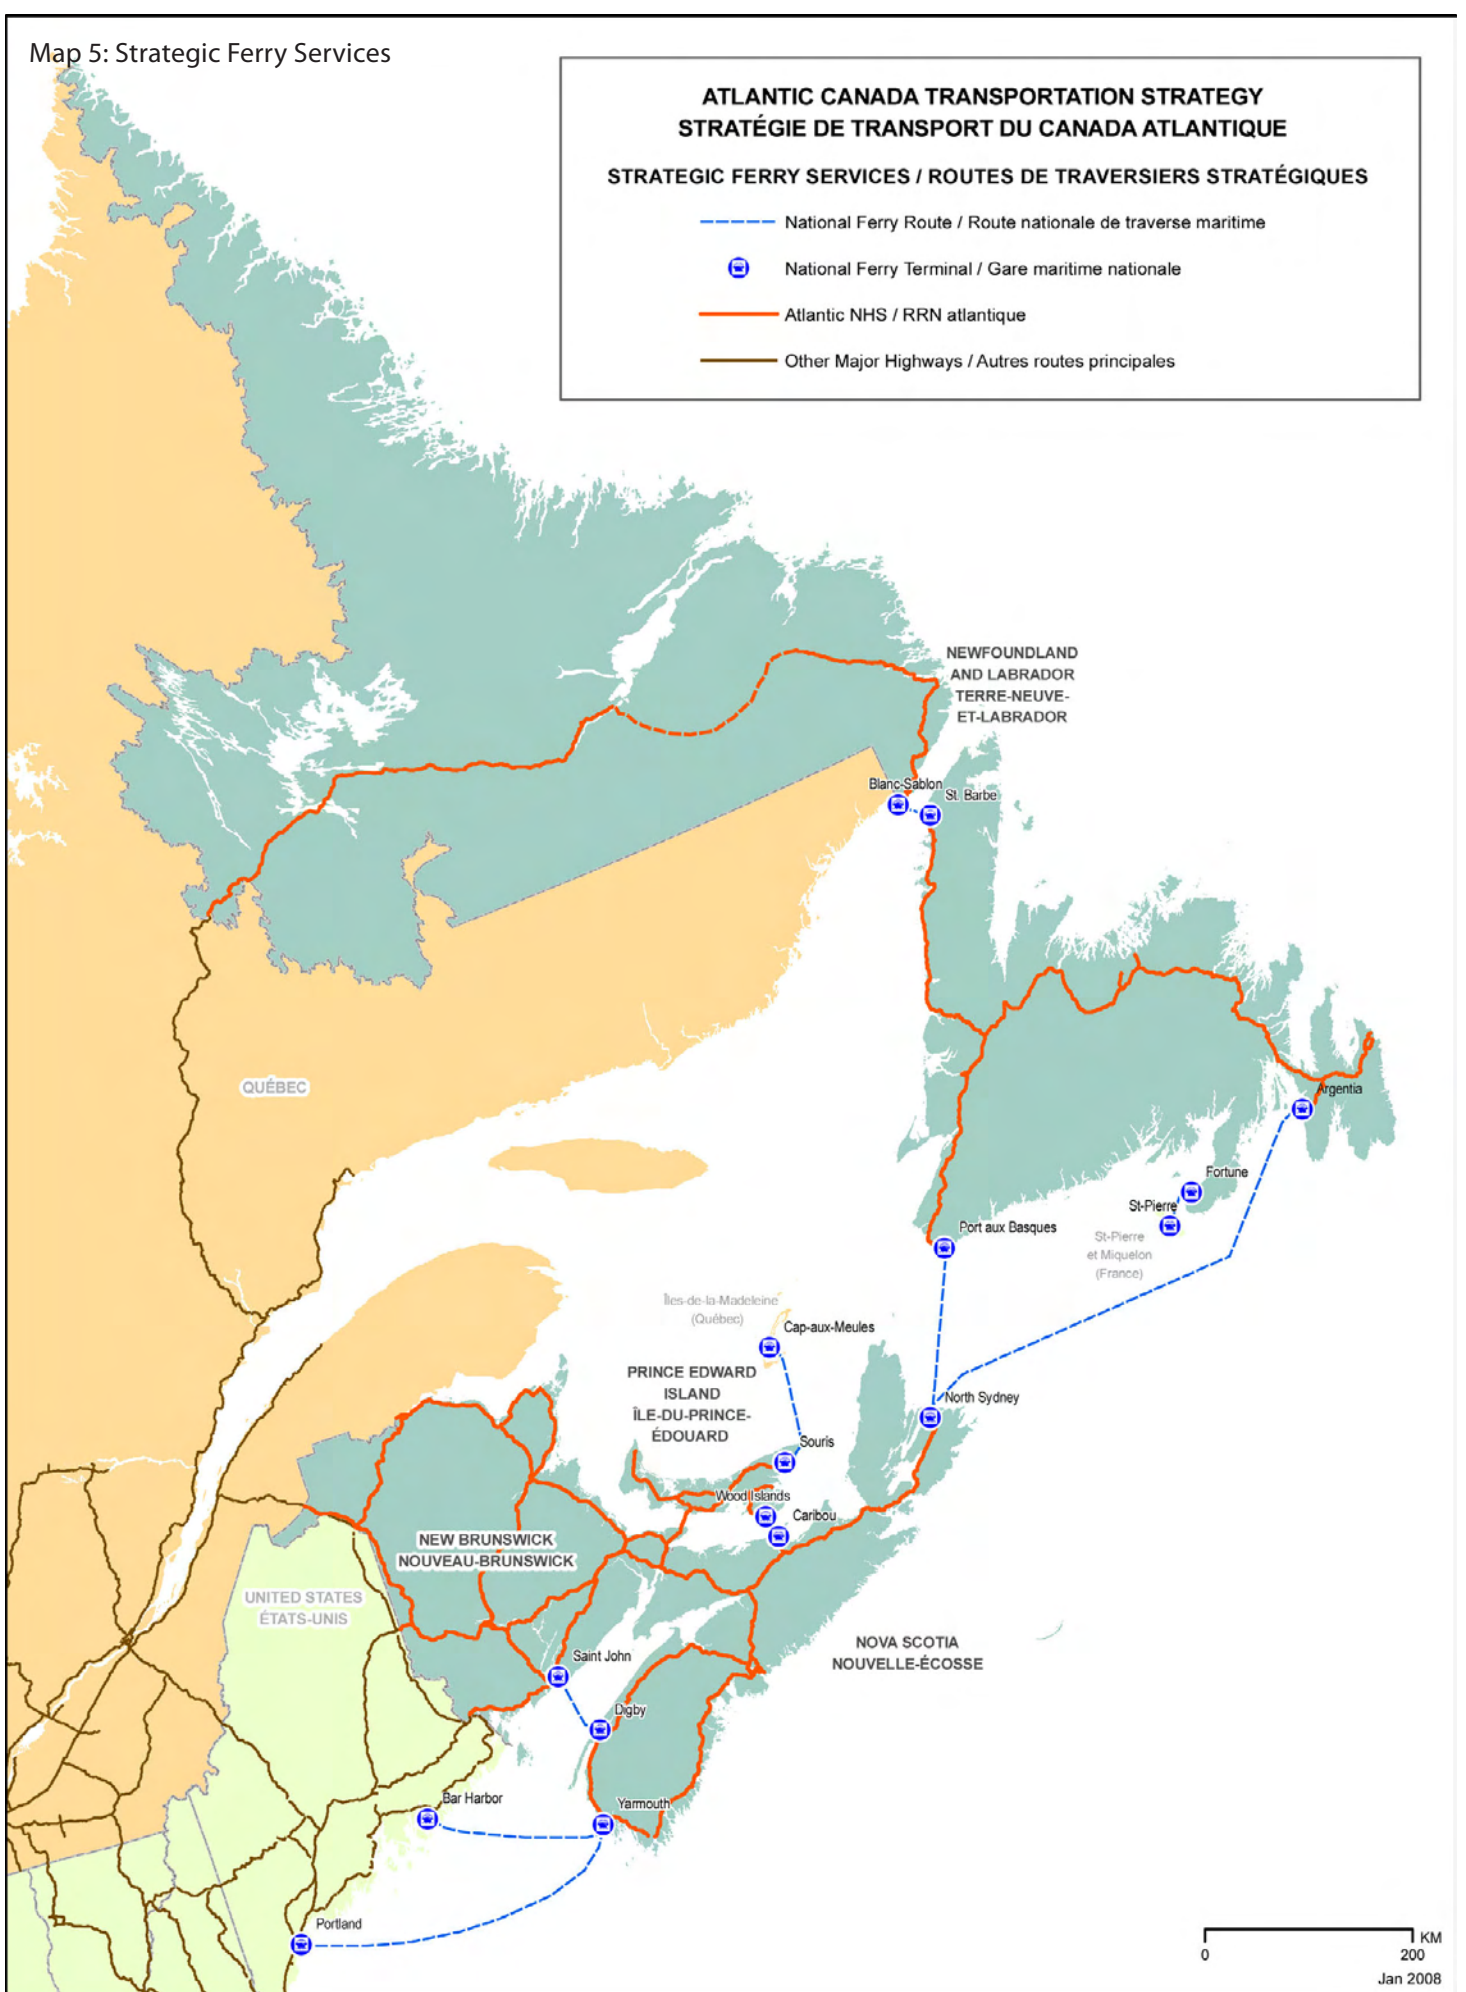 Map 5: Strategic Ferry Services
ATLANTIC CANADA TRANSPORTATION STRATEGY
STRATÉGIE DE TRANSPORT DU CANADA ATLANTIQUE
STRATEGIC FERRY SERVICES / ROUTES DE TRAVERSIERS STRATÉGIQUES
National Ferry Route / Route nationale de traverse maritime
National Ferry Terminal / Gare maritime nationale
Atlantic NHS / RRN atlantique
Other Major Highways / Autres routes principales
NEWFOUNDLAND
AND LABRADOR
TERRE-NEUVE-
ET-LABRADOR
Blanc-Sablon
St. Barbe
QUÉBEC
Argentia
Fortune
St-Pierre
St-Pierre
et Miquelon
(France)
Port aux Basques
Îles-de-la-Madeleine
(Québec)
Cap-aux-Meules
PRINCE EDWARD
ISLAND
ÎLE-DU-PRINCE-
ÉDOUARD
North Sydney
Souris
Wood Islands
Caribou
NEW BRUNSWICK
NOUVEAU-BRUNSWICK
UNITED STATES
ÉTATS-UNIS
NOVA SCOTIA
NOUVELLE-ÉCOSSE
Saint John
Digby
Bar Harbor
Yarmouth
Portland
KM
0 200
Jan 2008